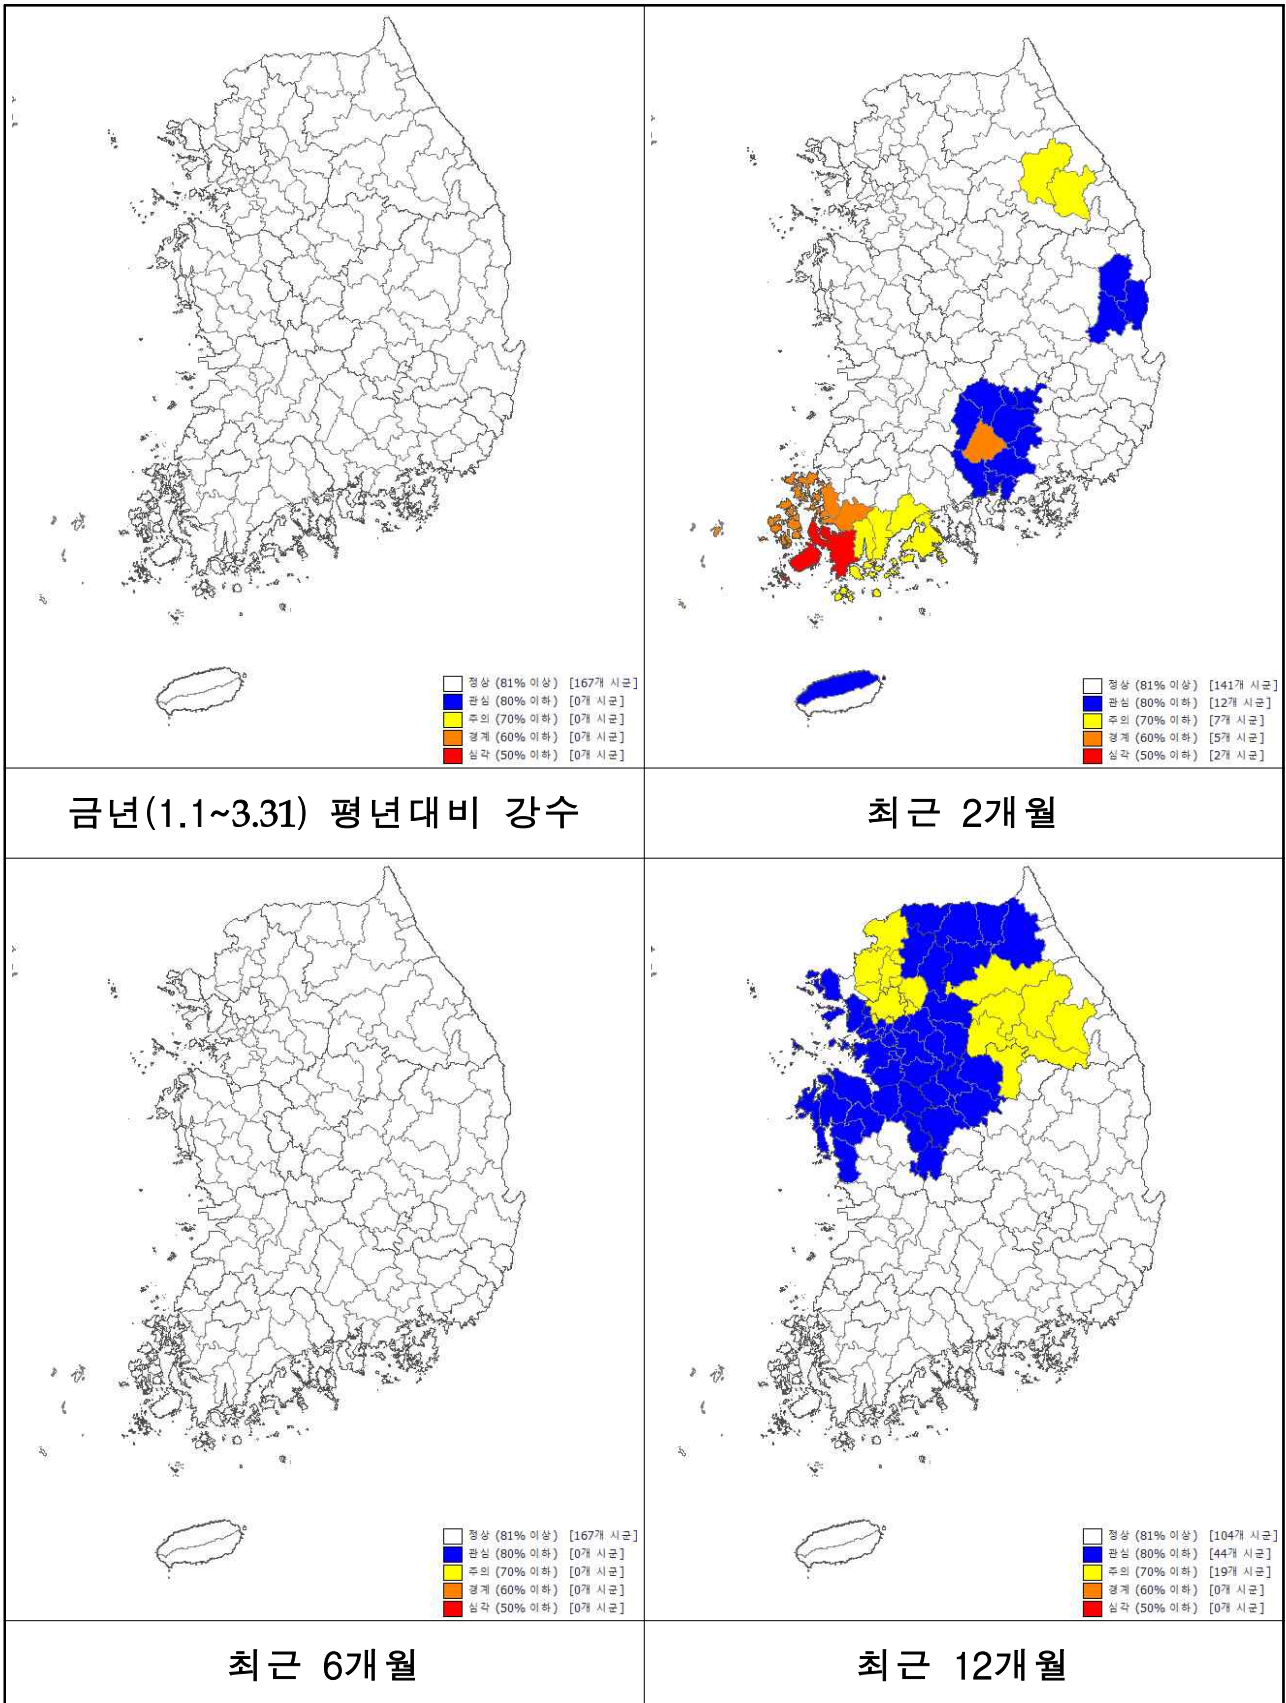 정상 (81% 이상) [167개 시군]
관심 (80% 이하) [0개 시군]
주의 (70% 이하) [0개 시군]
경계 (60% 이하) [0개 시군]
심각 (50% 이하) [0개 시군]
정상 (81% 이상) [141개 시군]
관심 (80% 이하) [12개 시군]
주의 (70% 이하) [7개 시군]
경계 (60% 이하) [5개 시군]
심각 (50% 이하) [2개 시군]
금년(1.1~3.31) 평년대비 강수
최근 2개월
정상 (81% 이상) [167개 시군]
관심 (80% 이하) [0개 시군]
주의 (70% 이하) [0개 시군]
경계 (60% 이하) [0개 시군]
심각 (50% 이하) [0개 시군]
정상 (81% 이상) [104개 시군]
관심 (80% 이하) [44개 시군]
주의 (70% 이하) [19개 시군]
경계 (60% 이하) [0개 시군]
심각 (50% 이하) [0개 시군]
최근 6개월
최근 12개월